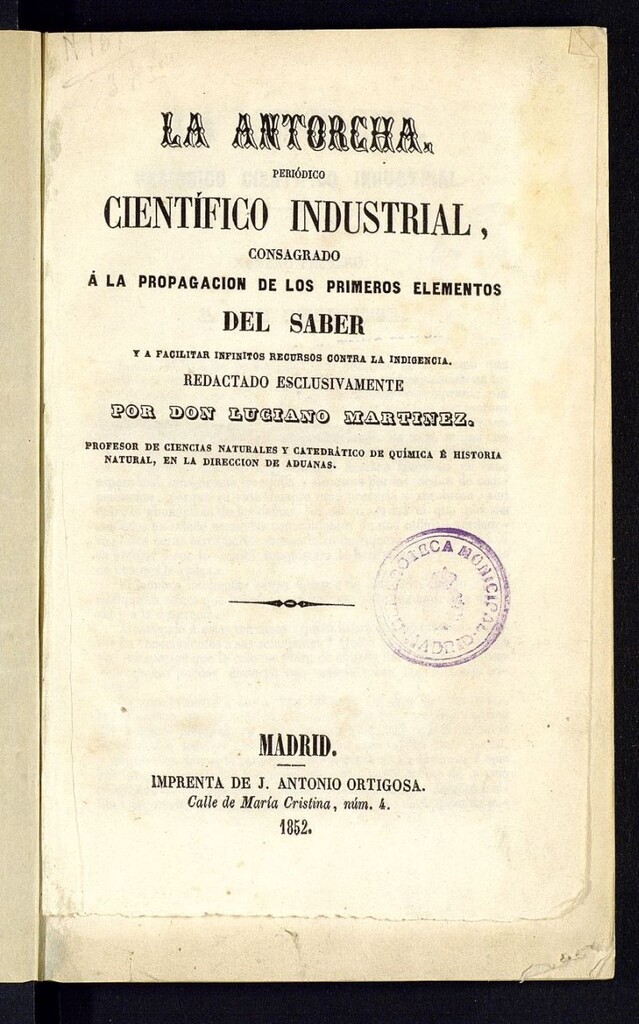 LA ANTORCHA.
PERIÓDICO
CIENTÍFICO INDUSTRIAL,
CONSAGRADO
Á LA PROPAGACION DE LOS PRIMEROS ELEMENTOS
DEL SABER
Y A FACILITAR INFINITOS RECURSOS CONTRA LA INDIGENCIA.
REDACTADO ESCLUSIVAMENTE
POR DON LUCIANO MARTINEZ.
PROFESOR DE CIENCIAS NATURALES Y CATEDRÁTICO DE QUÍMICA É HISTORIA
NATURAL, EN LA DIRECCION DE ADUANAS.
MUNICIPAL
MADRID
MADRID.
IMPRENTA DE J. ANTONIO ORTIGOSA.
Calle de María Cristina, núm. 4.
1852.